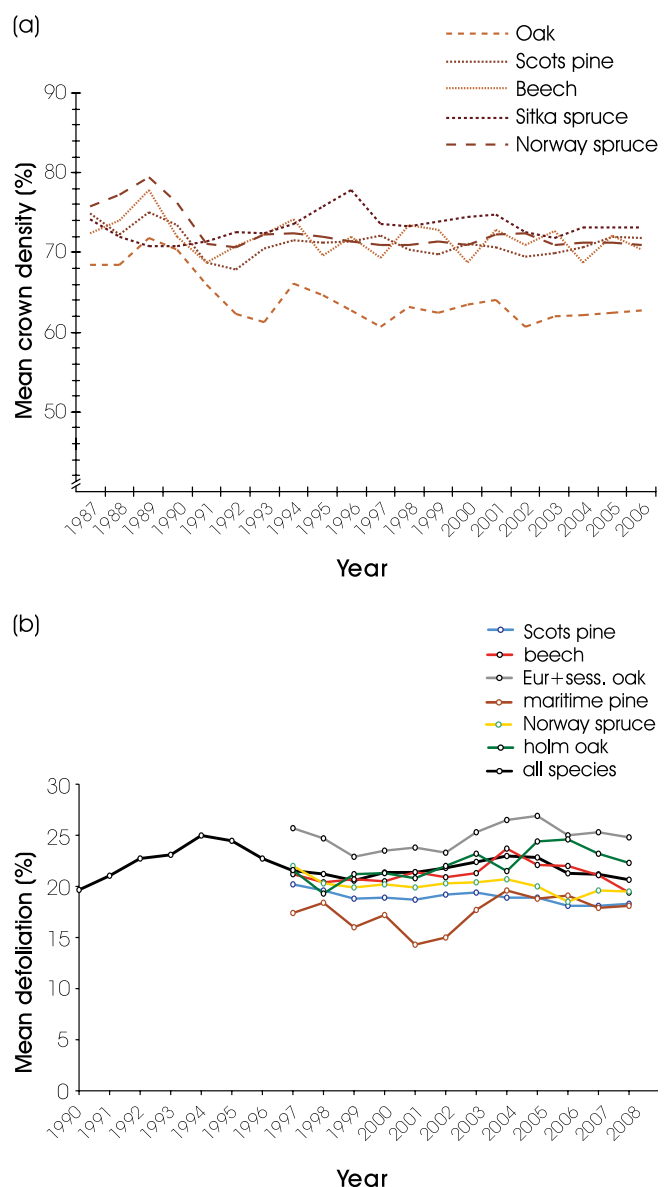 (a)
Oak
Scots pine
Beech
Sitka spruce
Norway spruce
Mean crown density (%)
90
80
70
60
50
1987 1988 1989 1990 1991 1992 1993 1994 1995 1996 1997 1998 1999 2000 2001 2002 2003 2004 2005 2006
Year
(b)
Scots pine
beech
Eur+sess. oak
maritime pine
Norway spruce
holm oak
all species
Mean defoliation (%)
30
25
20
15
10
5
0
1990 1991 1992 1993 1994 1995 1996 1997 1998 1999 2000 2001 2002 2003 2004 2005 2006 2007 2008
Year